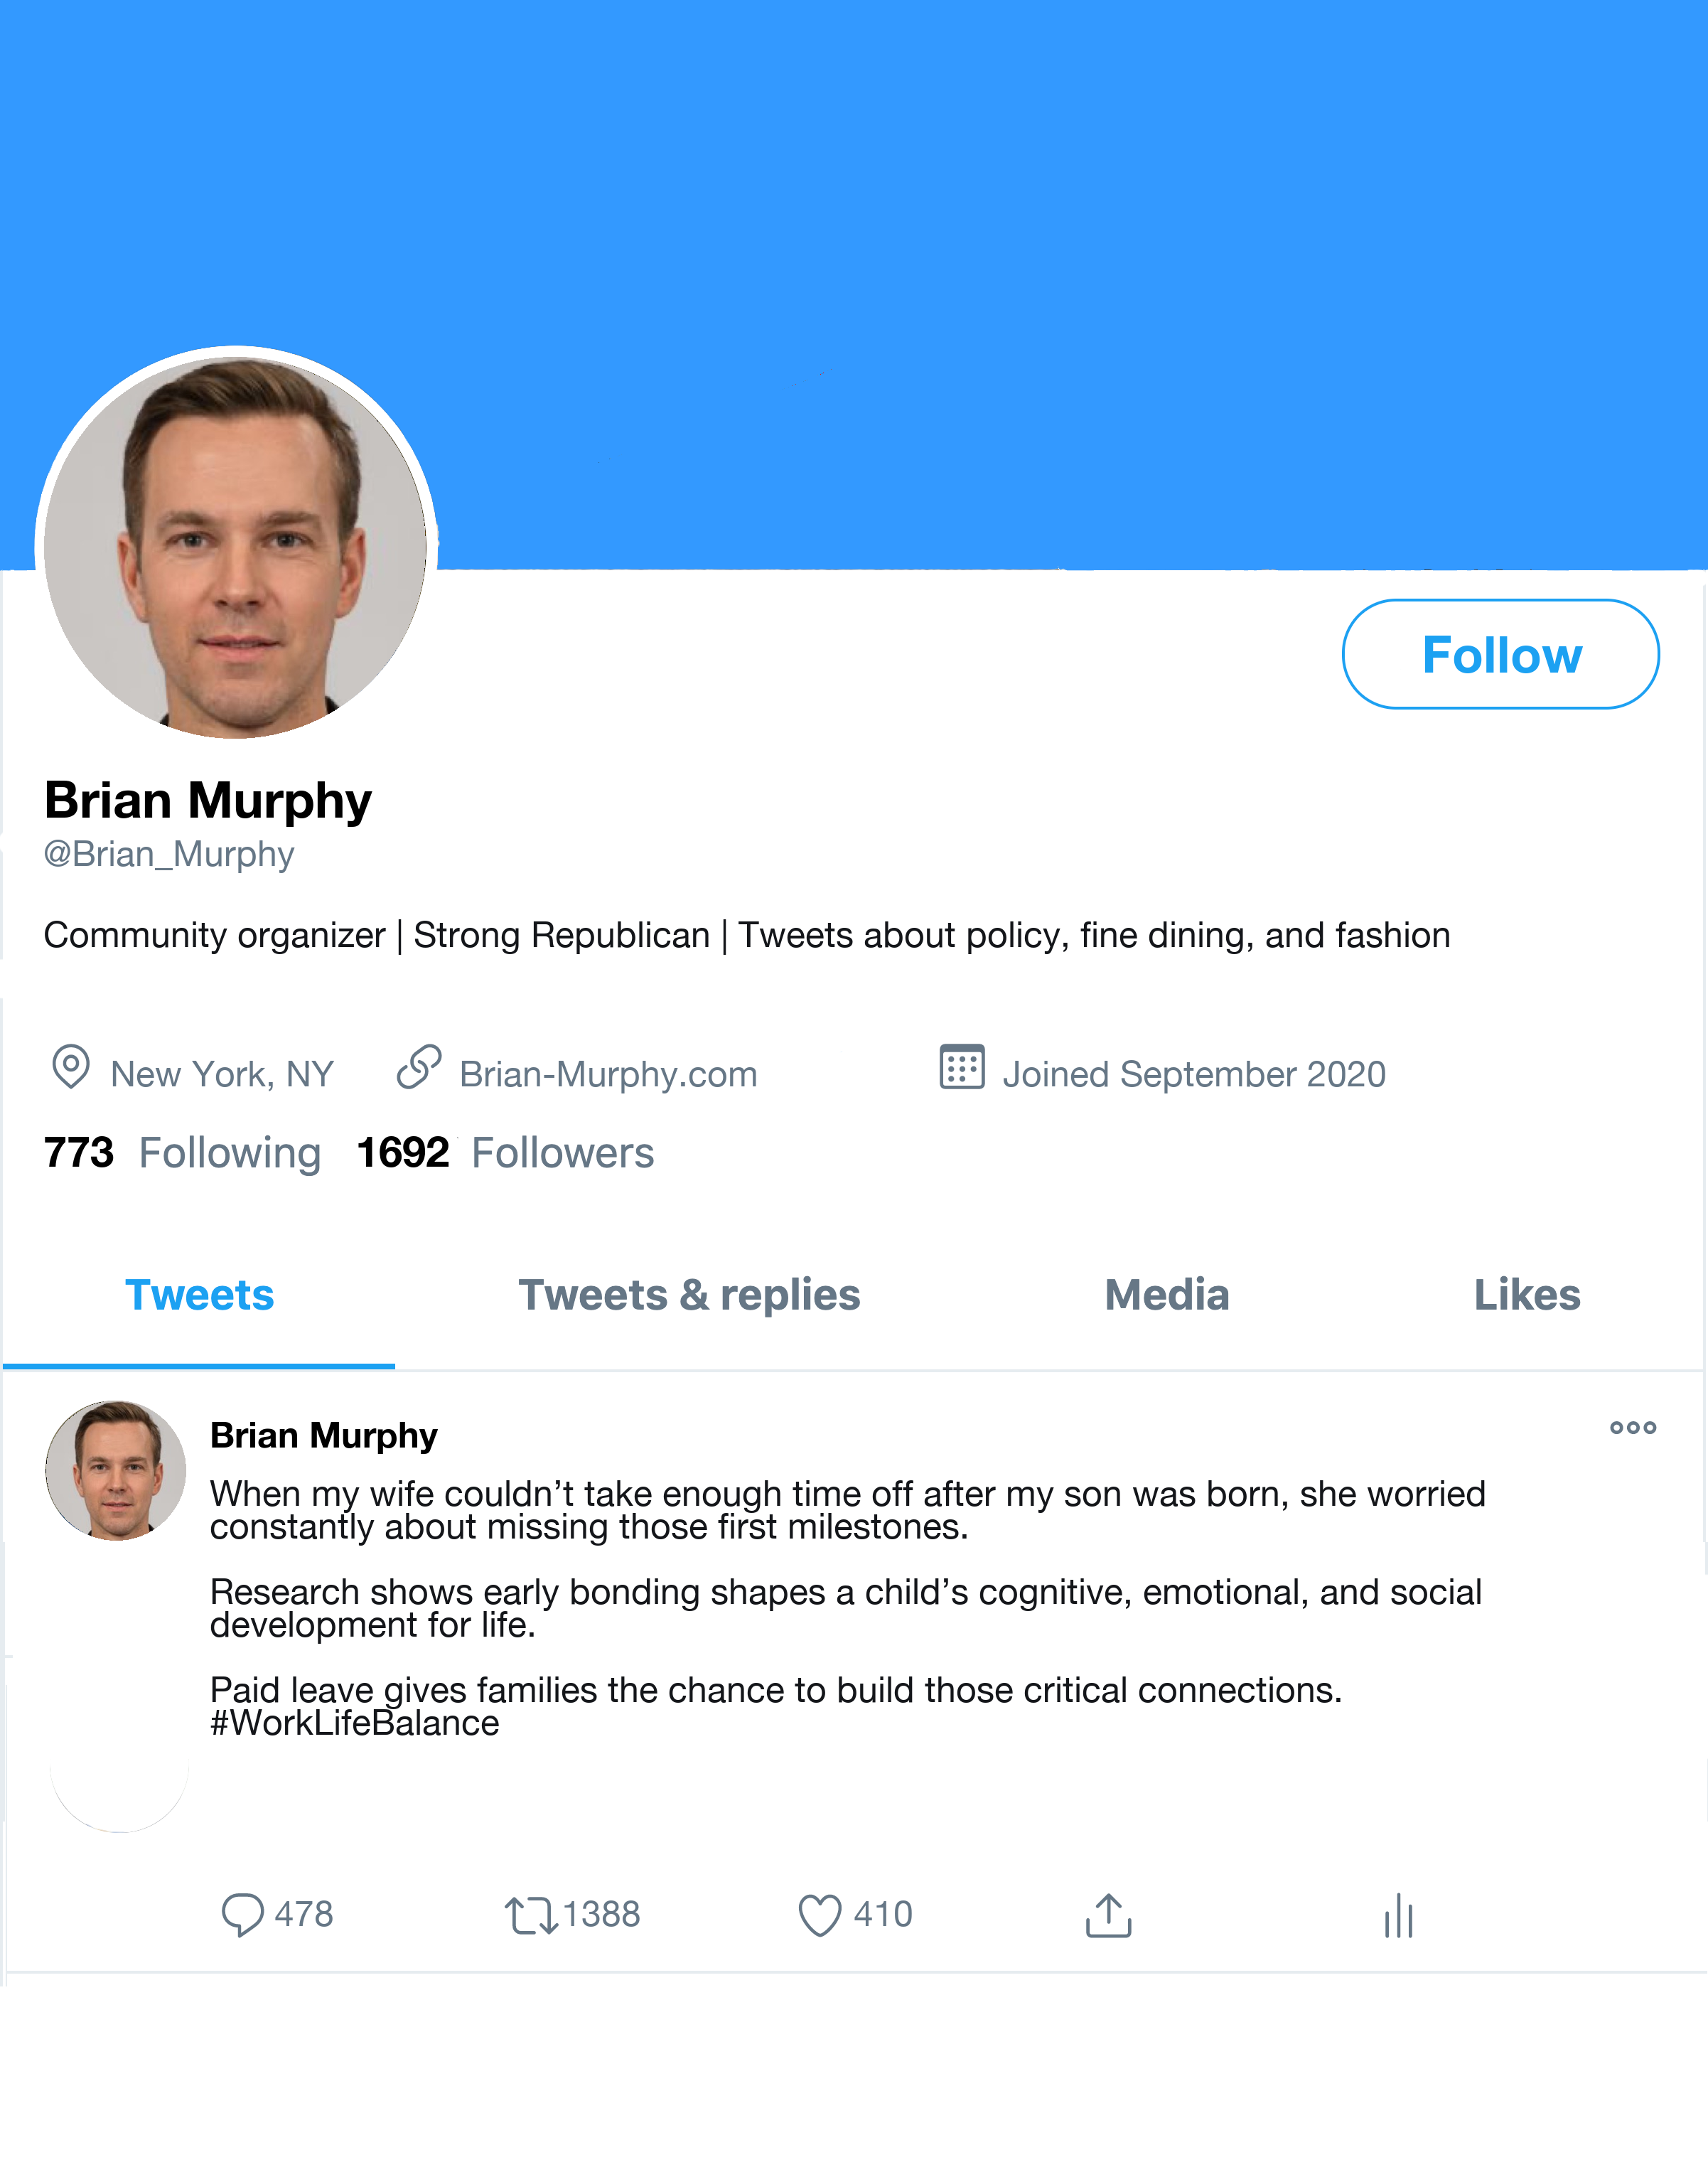 Follow
Brian Murphy
@Brian_Murphy
Community organizer | Strong Republican | Tweets about policy, fine dining, and fashion
New York, NY Brian-Murphy.com Joined September 2020
773 Following 1692 Followers
Tweets Tweets & replies Media Likes
Brian Murphy
When my wife couldn’t take enough time off after my son was born, she worried
constantly about missing those first milestones.
Research shows early bonding shapes a child’s cognitive, emotional, and social
development for life.
Paid leave gives families the chance to build those critical connections.
#WorkLifeBalance
478 1388 410